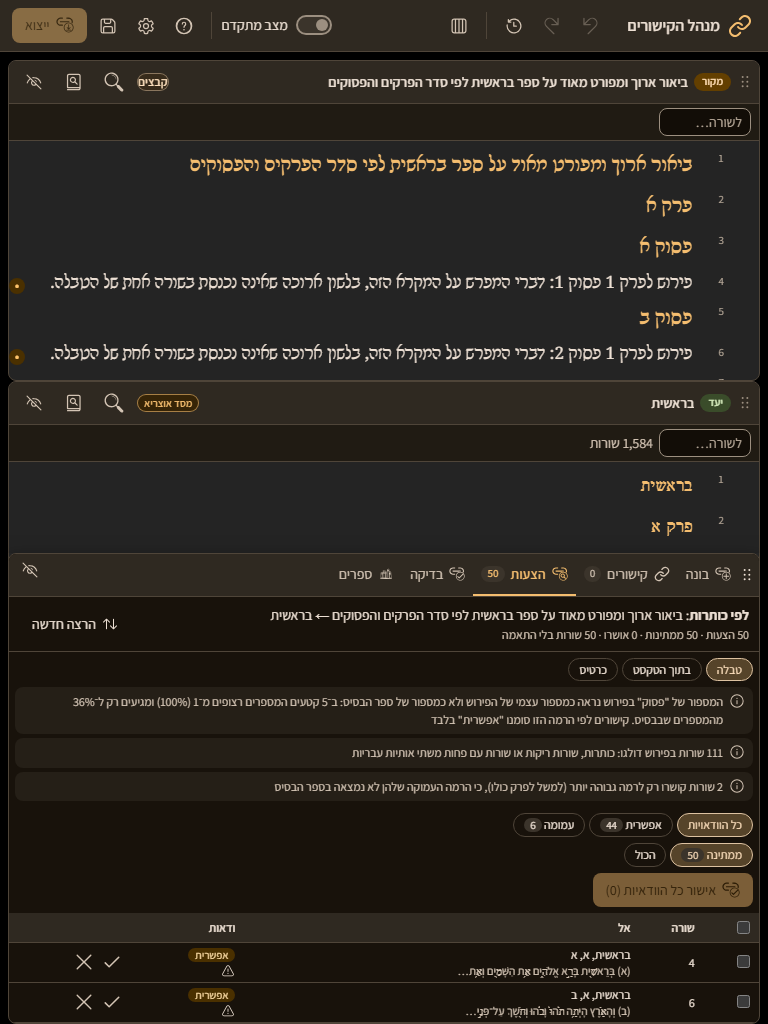 מנהל הקישורים
מצב מתקדם
ייצוא
מקור
ביאור ארוך ומפורט מאוד על ספר בראשית לפי סדר הפרקים והפסוקים
קבצים
לשורה...
1 ביאור ארוך ומפורט מאוד על ספר בראשית לפי סדר הפרקים והפסוקים
2 פרק א
3 פסוק א
4 פירוש לפרק 1 פסוק 1: דברי המפרש על המקרא הזה, בלשון ארוכה שאינה נכנסת בשורה אחת של הטבלה.
5 פסוק ב
6 פירוש לפרק 1 פסוק 2: דברי המפרש על המקרא הזה, בלשון ארוכה שאינה נכנסת בשורה אחת של הטבלה.
יעד
בראשית
מסד אוצריא
לשורה...
1,584 שורות
1 בראשית
2 פרק א
בונה
קישורים 0
הצעות 50
בדיקה
ספרים
לפי כותרות: ביאור ארוך ומפורט מאוד על ספר בראשית לפי סדר הפרקים והפסוקים ← בראשית
50 הצעות · 50 ממתינות · 0 אושרו · 50 שורות בלי התאמה
הרצה חדשה
טבלה
בתוך הטקסט
כרטיס
המספור של "פסוק" בפירוש נראה כמספור עצמי של הפירוש ולא כמספור של ספר הבסיס: ב־5 קטעים המספרים רצופים מ־1 (100%) ומגיעים רק ל־36%
מהמספרים שבבסיס. קישורים לפי הרמה הזו סומנו "אפשרית" בלבד
111 שורות בפירוש דולגו: כותרות, שורות ריקות או שורות עם פחות משתי אותיות עבריות
2 שורות קושרו רק לרמה גבוהה יותר (למשל לפרק כולו), כי הרמה העמוקה שלהן לא נמצאה בספר הבסיס
כל הוודאויות
אפשרית 44
עמומה 6
ממתינה 50
הכול
אישור כל הוודאיות (0)
שורה
אל
ודאות
4
בראשית, א, א
אפשרית
(א) בְּרֵאשִׁ֖ית בָּרָ֣א אֱלֹהִ֑ים אֵ֥ת הַשָּׁמַ֖יִם וְאֵ֥ת...
6
בראשית, א, ב
אפשרית
(ב) וְהָאָ֗רֶץ הָיְתָ֥ה תֹ֙הוּ֙ וָבֹ֔הוּ וְחֹ֖שֶׁךְ עַל־פְּנֵ֣י...